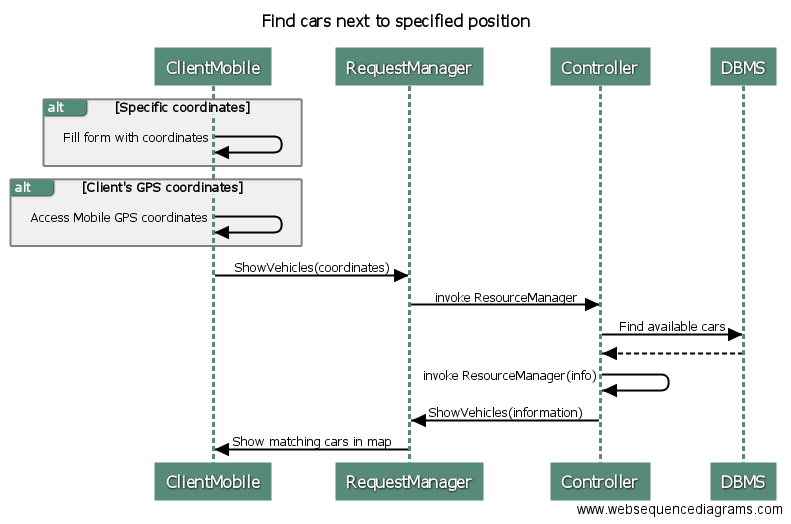 Find cars next to specified position
ClientMobile RequestManager Controller DBMS
alt [Specific coordinates]
Fill form with coordinates
alt [Client's GPS coordinates]
Access Mobile GPS coordinates
ShowVehicles(coordinates)
invoke ResourceManager
Find available cars
invoke ResourceManager(info)
ShowVehicles(information)
Show matching cars in map
ClientMobile RequestManager Controller DBMS
www.websequencediagrams.com